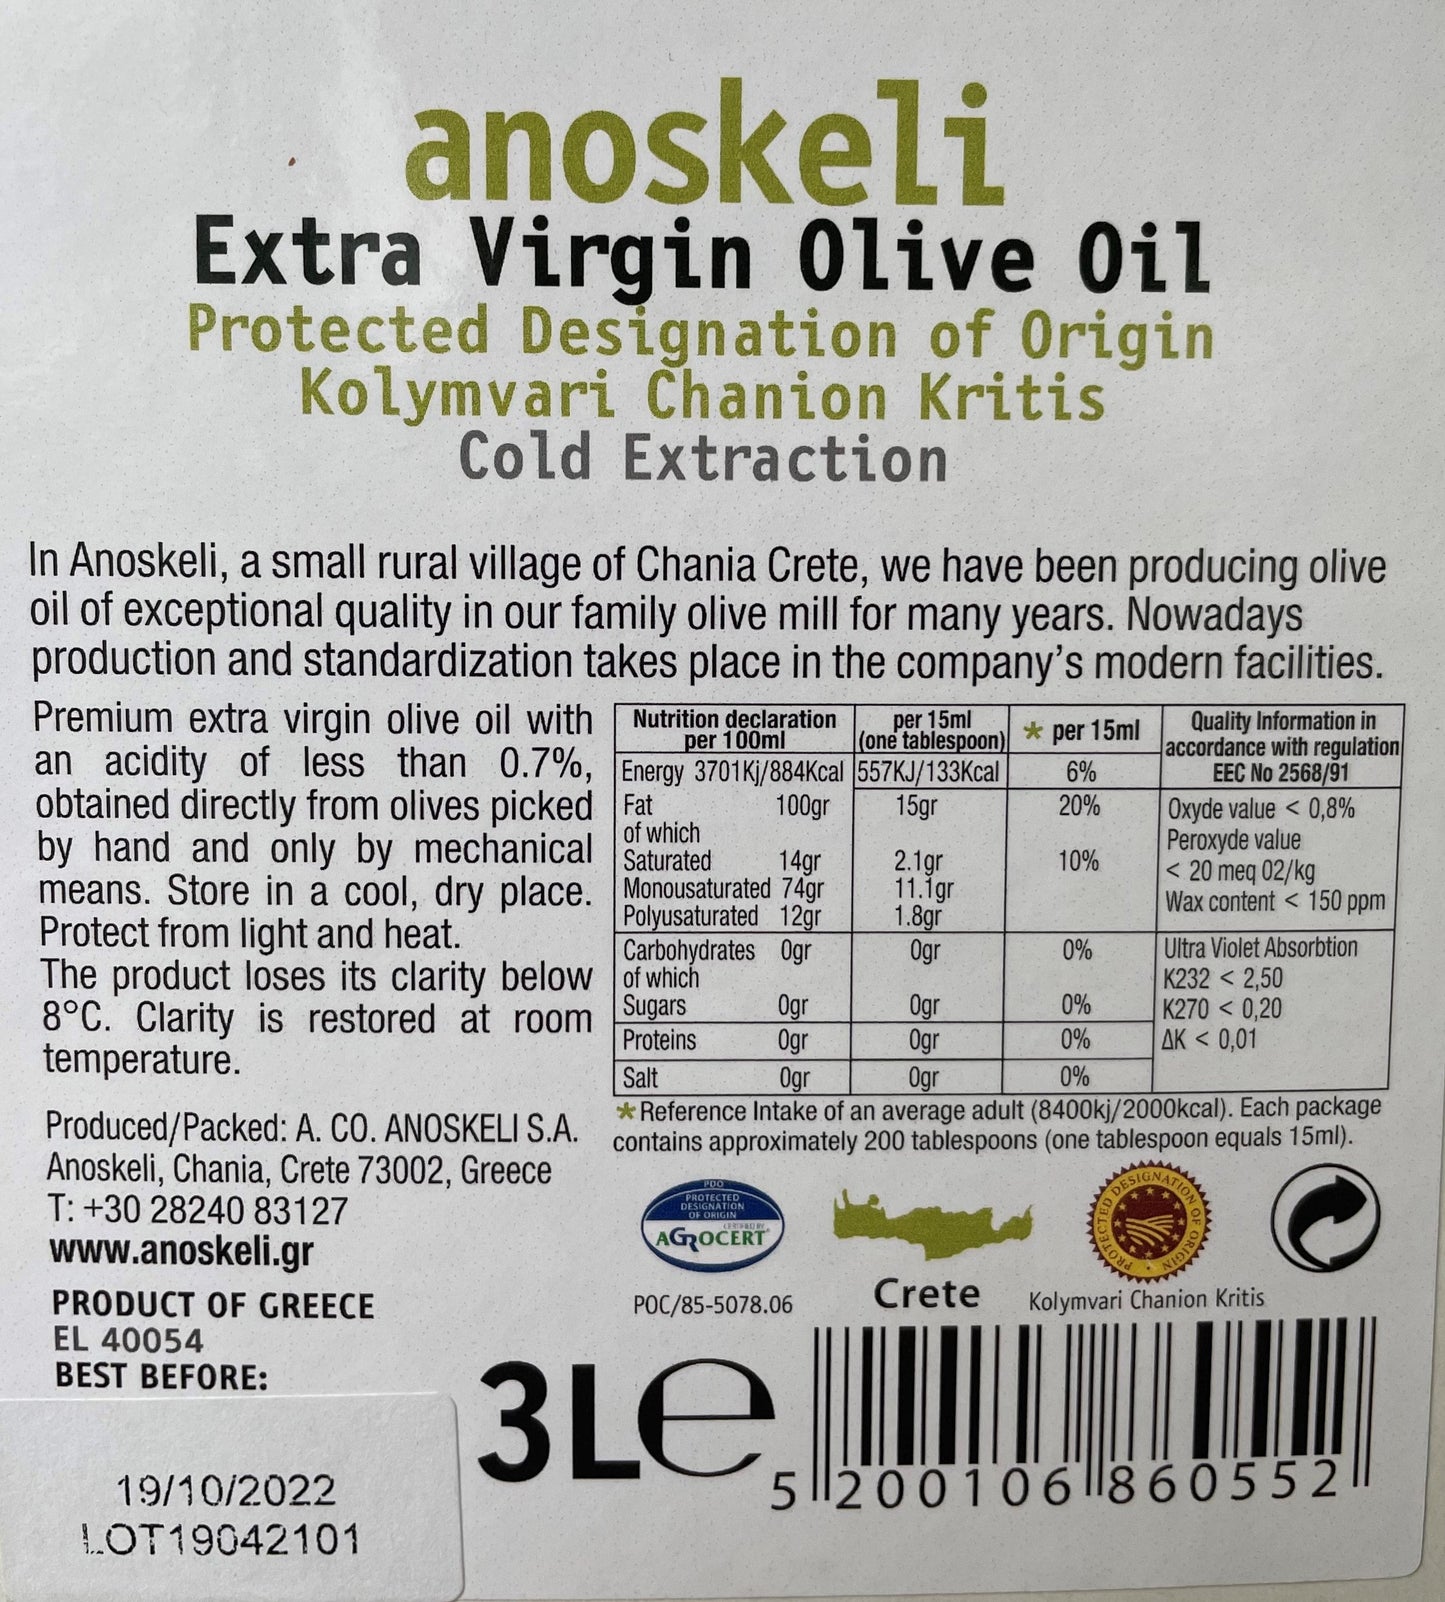 anoskeli
Extra Virgin Olive Oil
Protected Designation of Origin
Kolymvari Chanion Kritis
Cold Extraction
In Anoskeli, a small rural village of Chania Crete, we have been producing olive
oil of exceptional quality in our family olive mill for many years. Nowadays
production and standardization takes place in the company's modern facilities.
Premium extra virgin olive oil with
an acidity of less than 0.7%,
obtained directly from olives picked
by hand and only by mechanical
means. Store in a cool, dry place.
Protect from light and heat.
The product loses its clarity below
8°C. Clarity is restored at room
temperature.
Produced/Packed: A. CO. ANOSKELI S.A.
Anoskeli, Chania, Crete 73002, Greece
T: +30 28240 83127
www.anoskeli.gr
PRODUCT OF GREECE
EL 40054
BEST BEFORE:
19/10/2022
LOT19042101
Nutrition declaration
per 100ml
per 15ml
(one tablespoon)
* per 15ml
Energy 3701Kj/884Kcal 557KJ/133Kcal 6%
Fat 100gr 15gr 20%
of which
Saturated 14gr 2.1gr 10%
Monousaturated 74gr 11.1gr
Polyusaturated 12gr 1.8gr
Carbohydrates 0gr 0gr 0%
of which
Sugars 0gr 0gr 0%
Proteins 0gr 0gr 0%
Salt 0gr 0gr 0%
Quality Information in
accordance with regulation
EEC No 2568/91
Oxyde value < 0,8%
Peroxyde value
< 20 meq 02/kg
Wax content < 150 ppm
Ultra Violet Absorbtion
K232 < 2,50
K270 < 0,20
ΔK < 0,01
* Reference Intake of an average adult (8400kj/2000kcal). Each package
contains approximately 200 tablespoons (one tablespoon equals 15ml).
PDO
PROTECTED
DESIGNATION
OF ORIGIN
CERTIFIED BY
AGROCERT
POC/85-5078.06
Crete
PROTECTED DESIGNATION OF ORIGIN
Kolymvari Chanion Kritis
3L℮
5 200106 860552